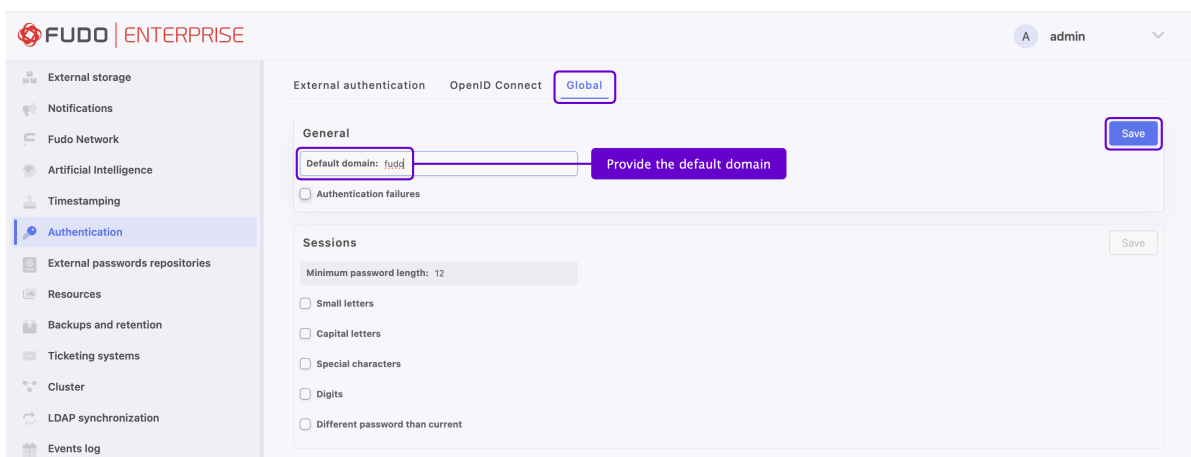 FUDO ENTERPRISE
A admin
External storage
Notifications
Fudo Network
Artificial Intelligence
Timestamping
Authentication
External passwords repositories
Resources
Backups and retention
Ticketing systems
Cluster
LDAP synchronization
Events log
External authentication OpenID Connect Global
General Save
Default domain: fudo Provide the default domain
Authentication failures
Sessions Save
Minimum password length: 12
Small letters
Capital letters
Special characters
Digits
Different password than current